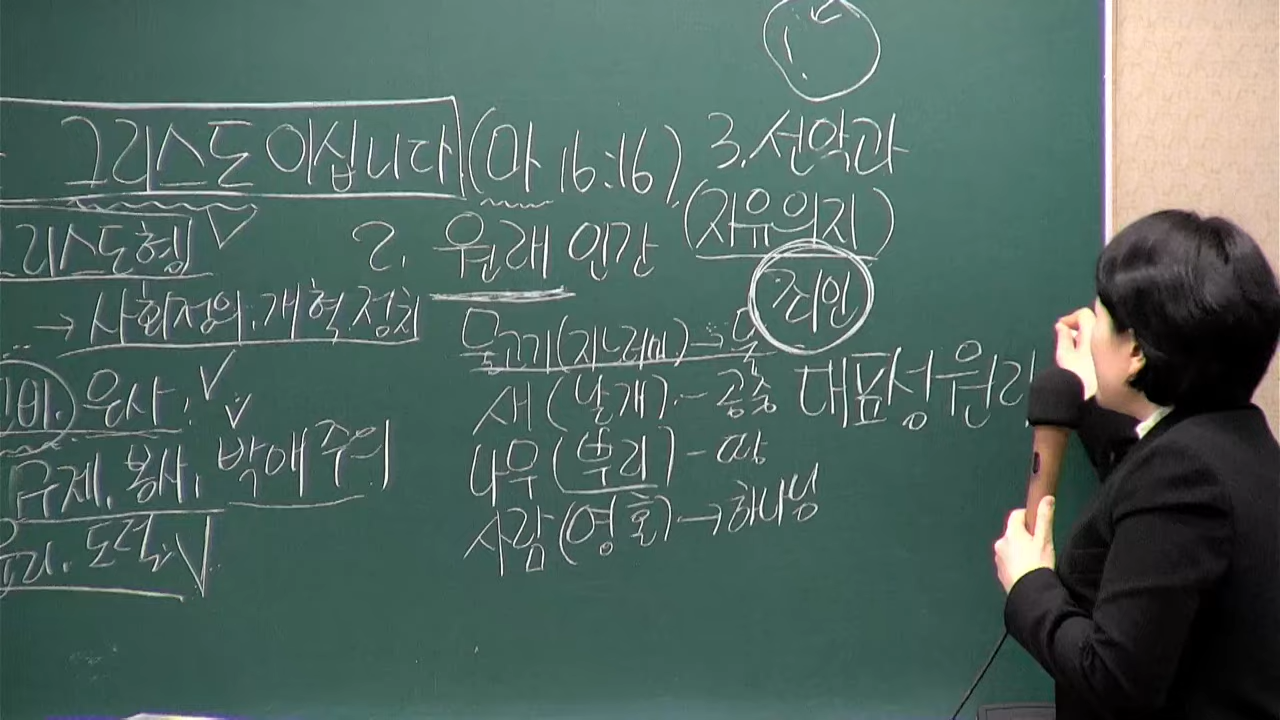 그리스도이십니다 (마 16:16)
그리스도형
→ 사회정의, 개혁정치
은사,
구제, 봉사, 박애주의
윤리, 도덕
2. 원래 인간
물고기(지느러미) → 물
새(날개) - 공중
나무(뿌리) - 땅
사람(영혼) → 하나님
3. 선악과
(자유의지)
죄인
대표성 원리